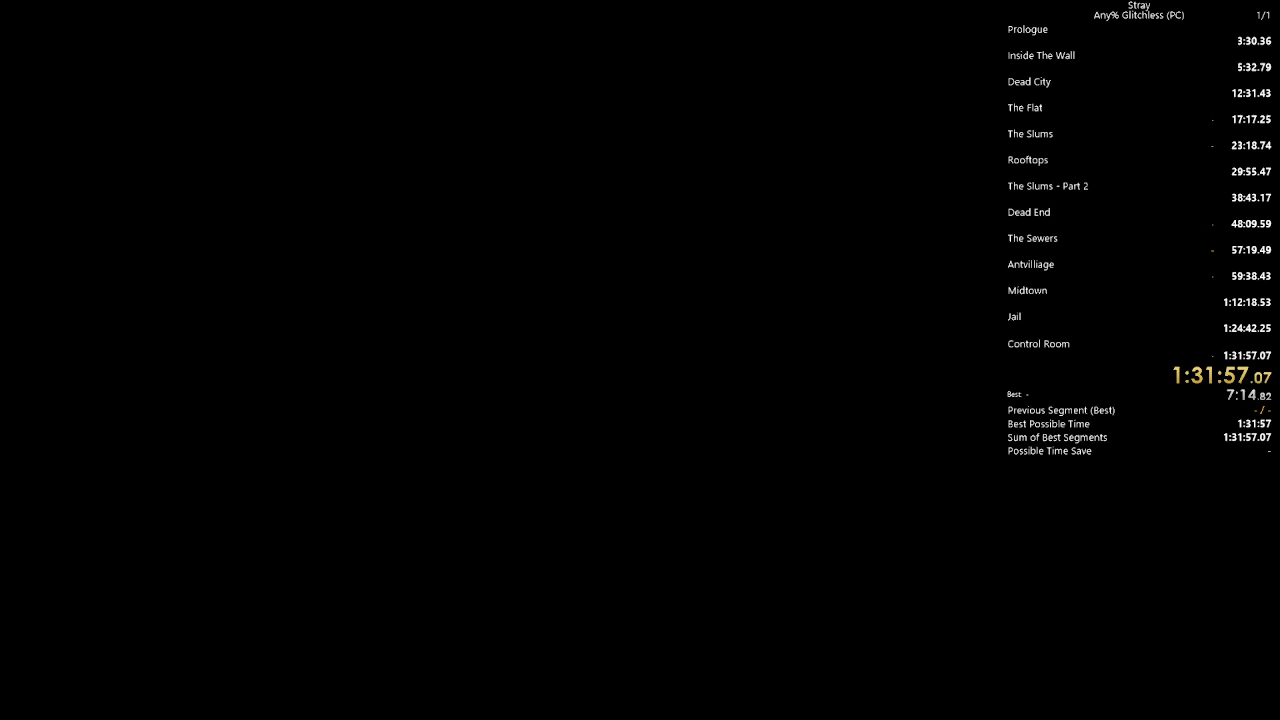 Stray
Any% Glitchless (PC) 1/1
Prologue
3:30.36
Inside The Wall
5:32.79
Dead City
12:31.43
The Flat
- 17:17.25
The Slums
- 23:18.74
Rooftops
29:55.47
The Slums - Part 2
38:43.17
Dead End
- 48:09.59
The Sewers
- 57:19.49
Antvilliage
- 59:38.43
Midtown
1:12:18.53
Jail
1:24:42.25
Control Room
- 1:31:57.07
1:31:57.07
Best: - 7:14.82
Previous Segment (Best) - / -
Best Possible Time 1:31:57
Sum of Best Segments 1:31:57.07
Possible Time Save -